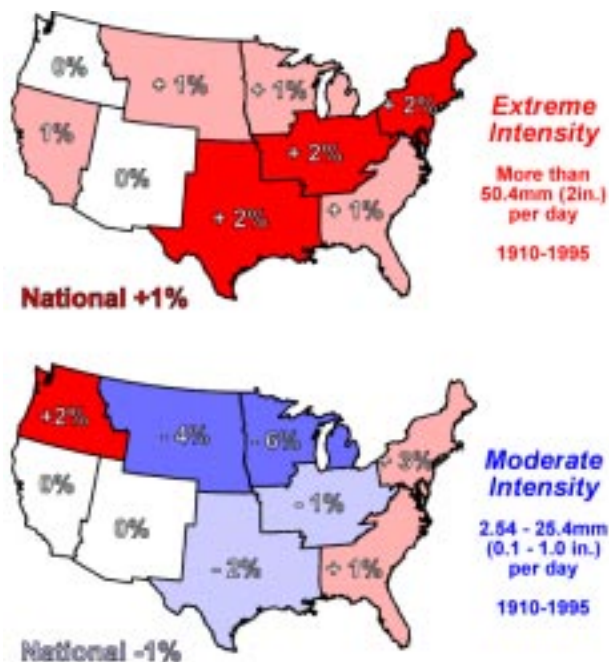 0%
+ 1%
+ 1%
+ 2%
1%
0%
+ 2%
+ 2%
+ 1%
National +1%
Extreme
Intensity
More than
50.4mm (2in.)
per day
1910-1995
+2%
- 4%
- 6%
3%
0%
0%
- 1%
- 2%
+ 1%
National -1%
Moderate
Intensity
2.54 - 25.4mm
(0.1 - 1.0 in.)
per day
1910-1995